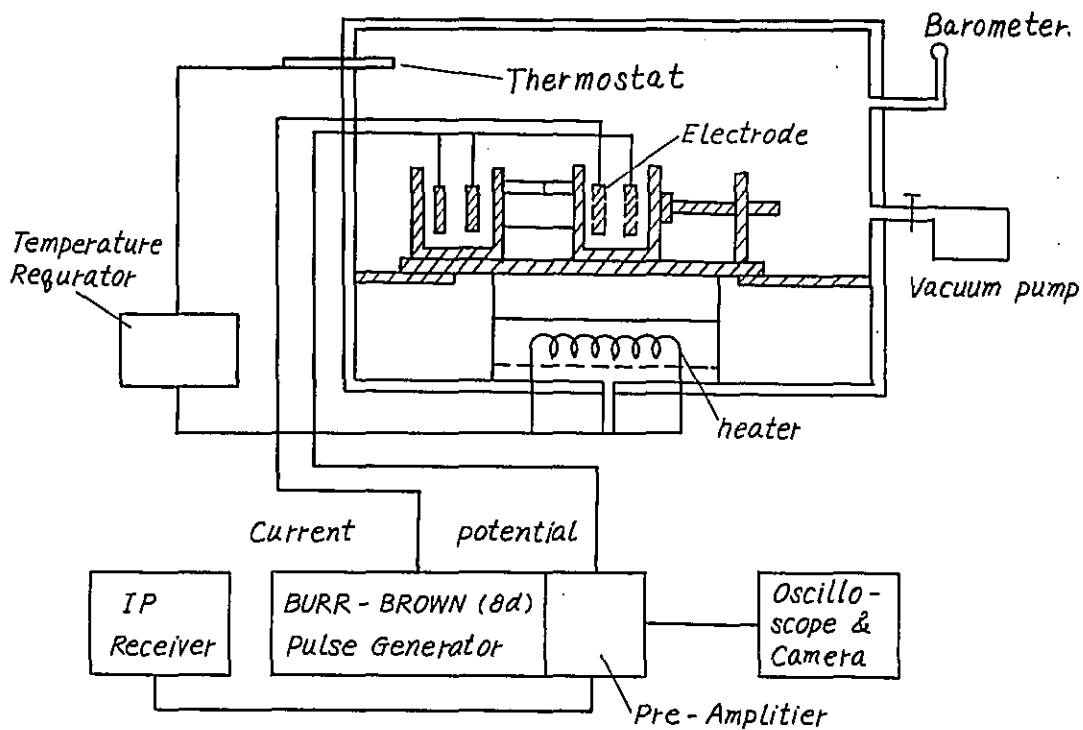 Barometer.
Thermostat
Electrode
Temperature
Requrator
Vacuum pump
heater
Current
potential
IP
Receiver
BURR-BROWN (8d)
Pulse Generator
Oscillo-
scope &
Camera
Pre-Amplitier